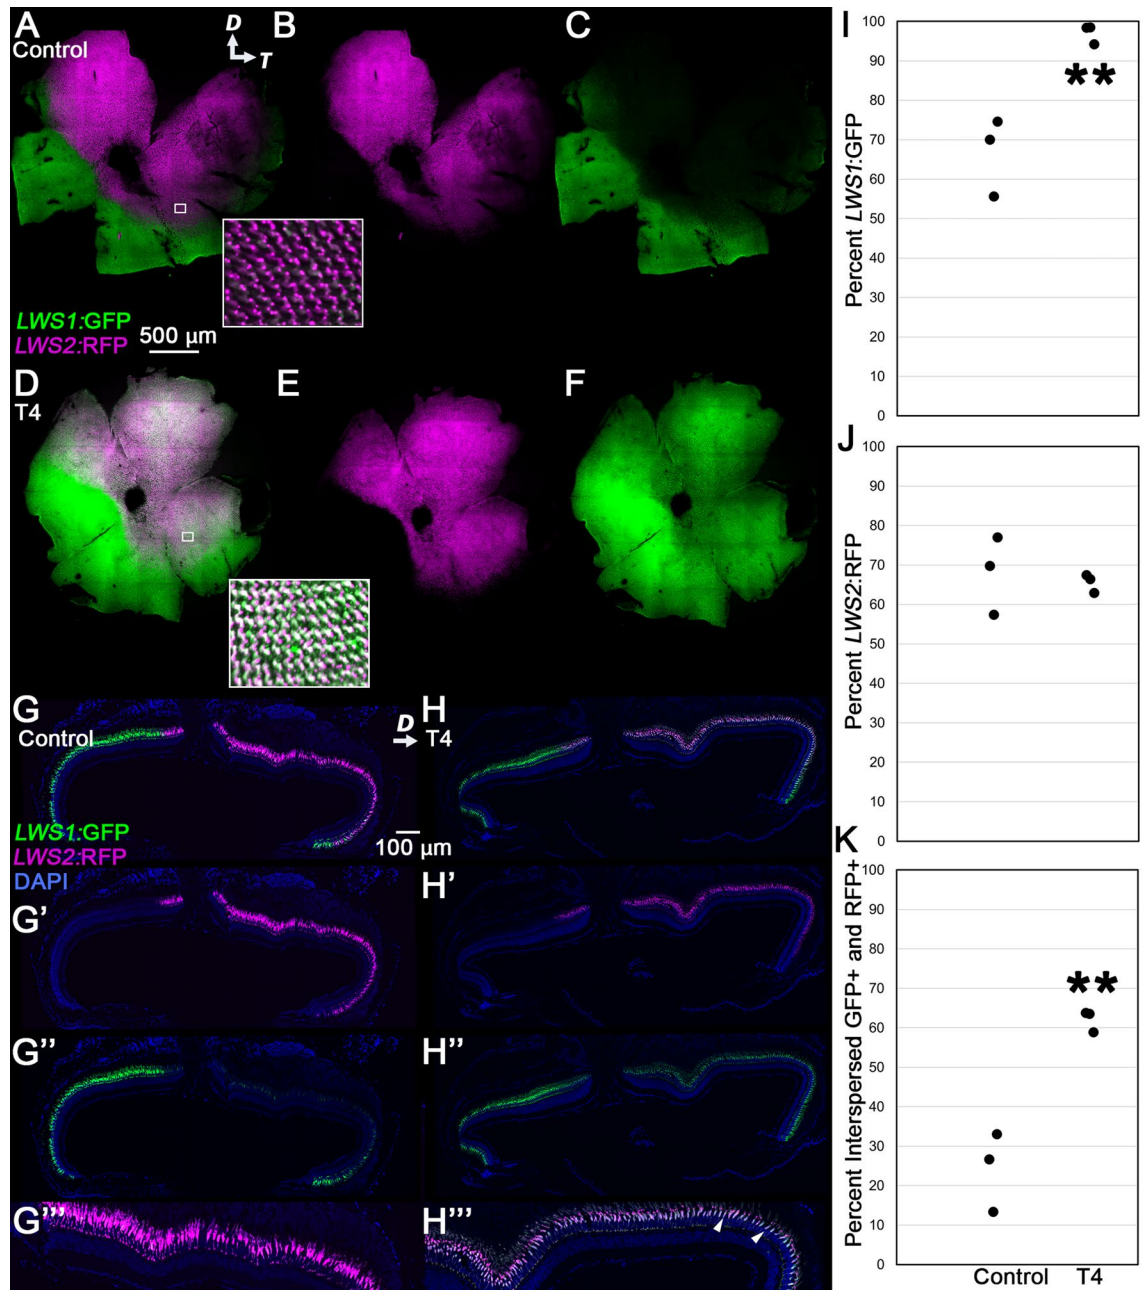 A
Control
D
T
B
C
LWS1:GFP
LWS2:RFP
500 µm
D
T4
E
F
G
Control
D
H
T4
LWS1:GFP
LWS2:RFP
DAPI
100 µm
G’
H’
G’’
H’’
G’’’
H’’’
I
Percent LWS1:GFP
100
90
80
70
60
50
40
30
20
10
0
**
J
Percent LWS2:RFP
100
90
80
70
60
50
40
30
20
10
0
K
Percent Interspersed GFP+ and RFP+
100
90
80
70
60
50
40
30
20
10
0
**
Control T4